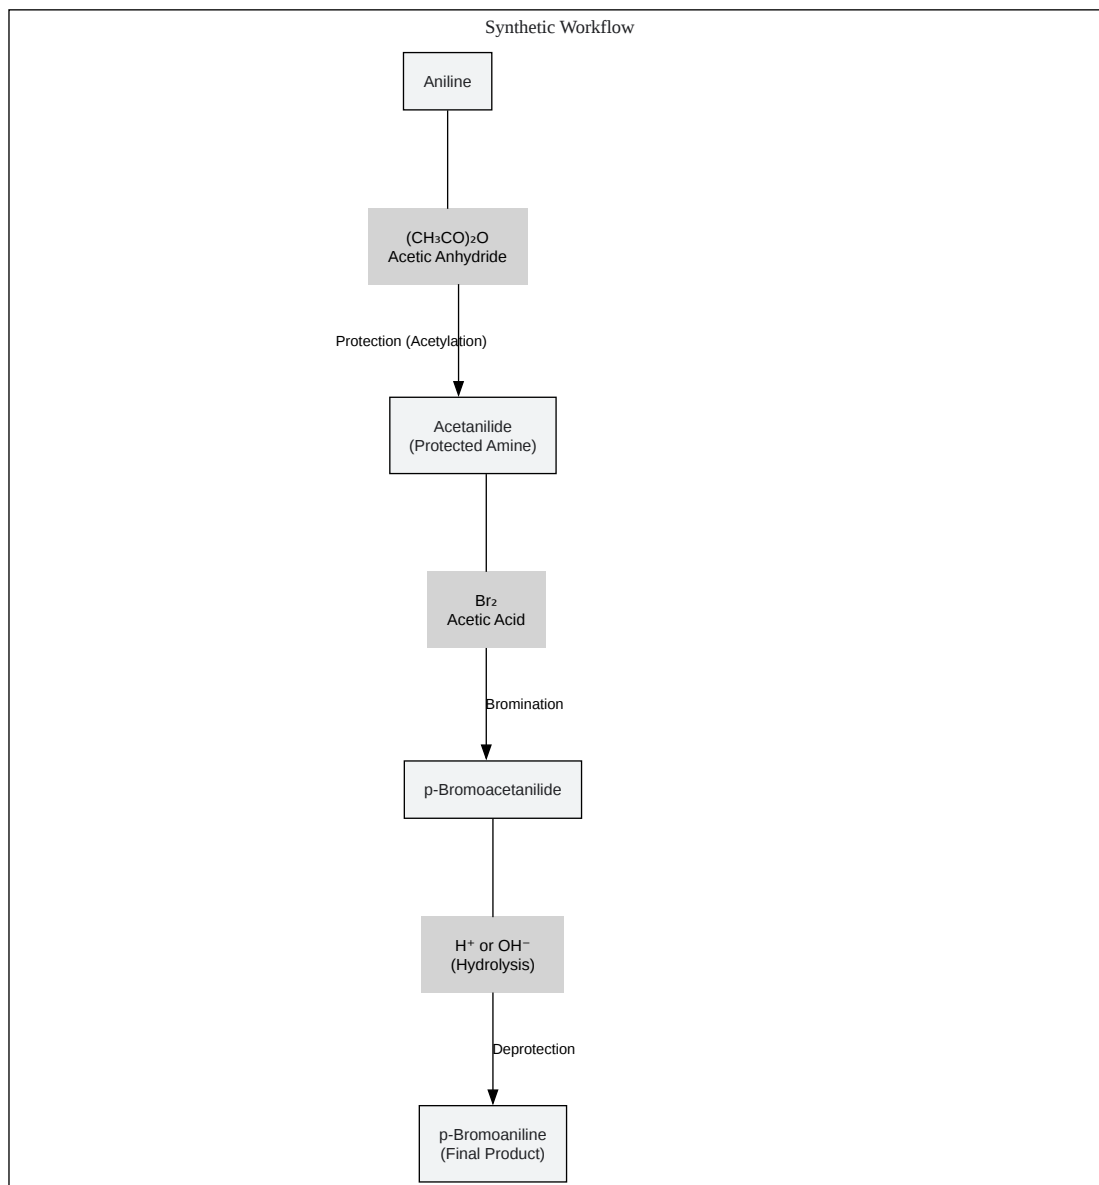 Synthetic Workflow
Aniline
(CH₃CO)₂O
Acetic Anhydride
Protection (Acetylation)
Acetanilide
(Protected Amine)
Br₂
Acetic Acid
Bromination
p-Bromoacetanilide
H⁺ or OH⁻
(Hydrolysis)
Deprotection
p-Bromoaniline
(Final Product)